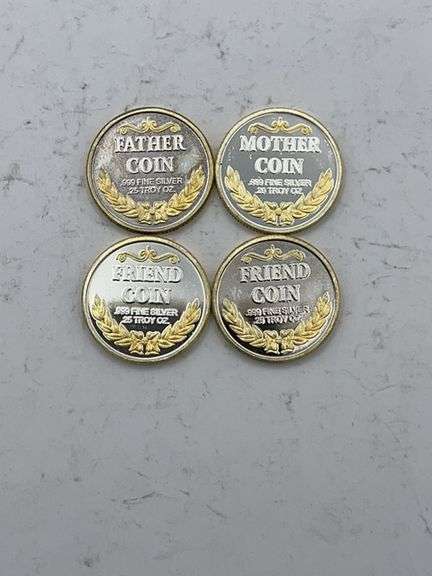 FATHER
COIN
.999 FINE SILVER
.25 TROY OZ.
MOTHER
COIN
.999 FINE SILVER
.25 TROY OZ.
FRIEND
COIN
.999 FINE SILVER
.25 TROY OZ.
FRIEND
COIN
.999 FINE SILVER
.25 TROY OZ.